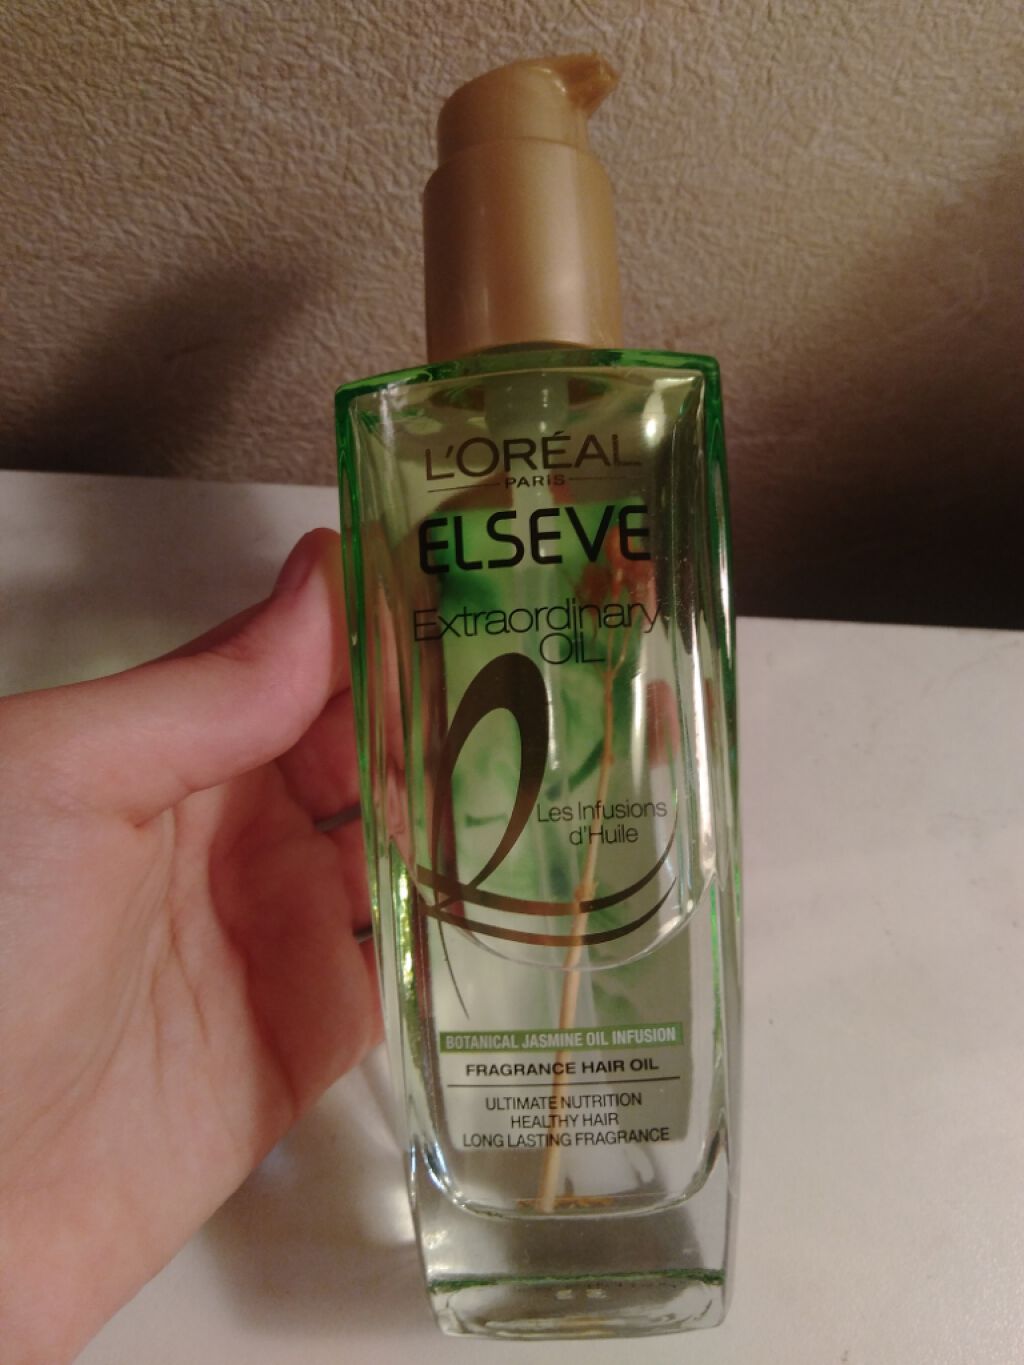 L'ORÉAL
PARIS
ELSEVE
Extraordinary
OIL
Les Infusions
d'Huile
BOTANICAL JASMINE OIL INFUSION
FRAGRANCE HAIR OIL
ULTIMATE NUTRITION
HEALTHY HAIR
LONG LASTING FRAGRANCE